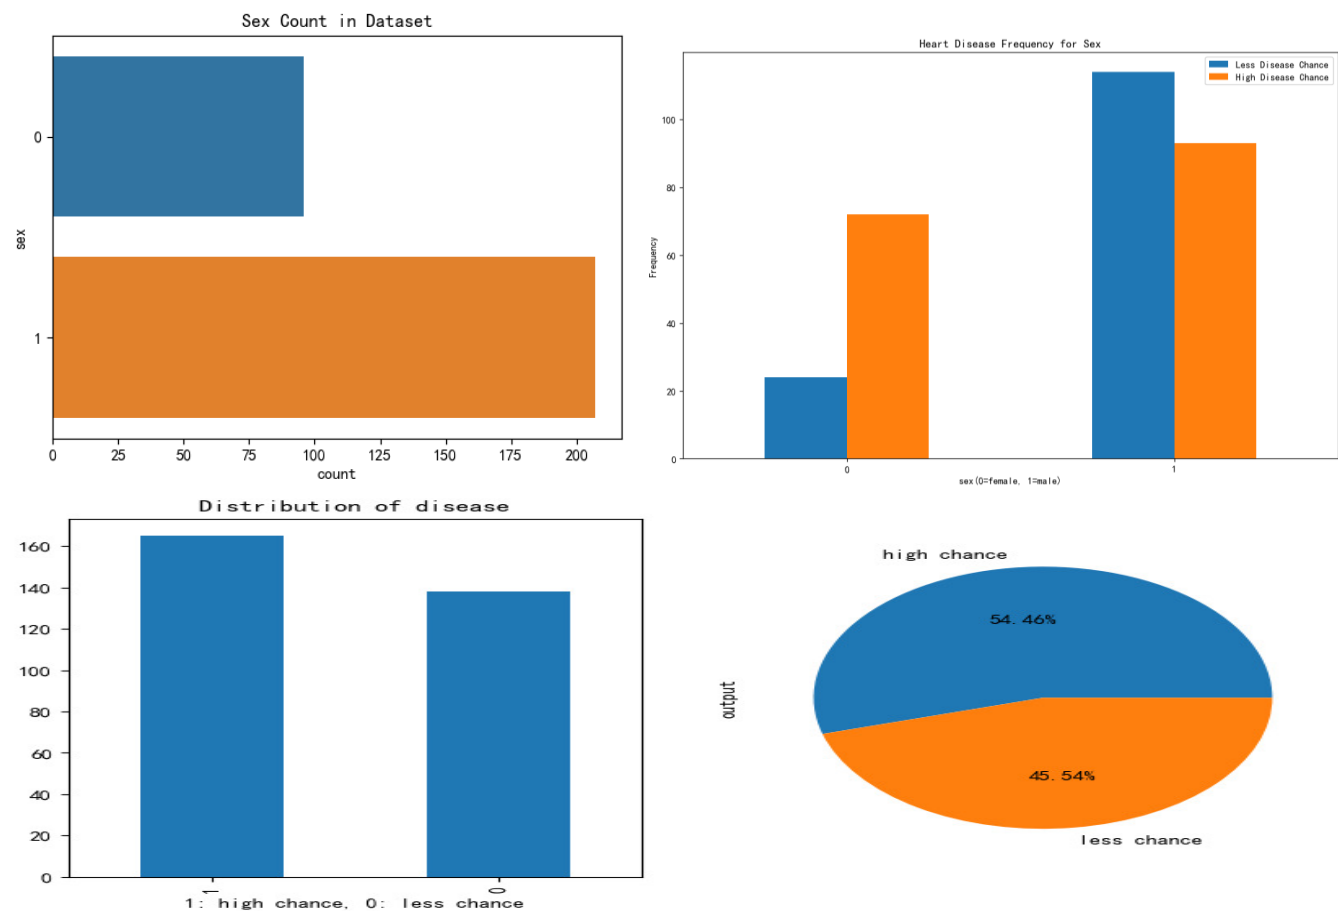 Sex Count in Dataset
0
1
sex
0 25 50 75 100 125 150 175 200
count
Heart Disease Frequency for Sex
Less Disease Chance
High Disease Chance
100
80
60
40
20
0
Frequency
0 1
sex(0=female, 1=male)
Distribution of disease
160
140
120
100
80
60
40
20
0
1 0
1: high chance, 0: less chance
high chance
54.46%
output
45.54%
less chance